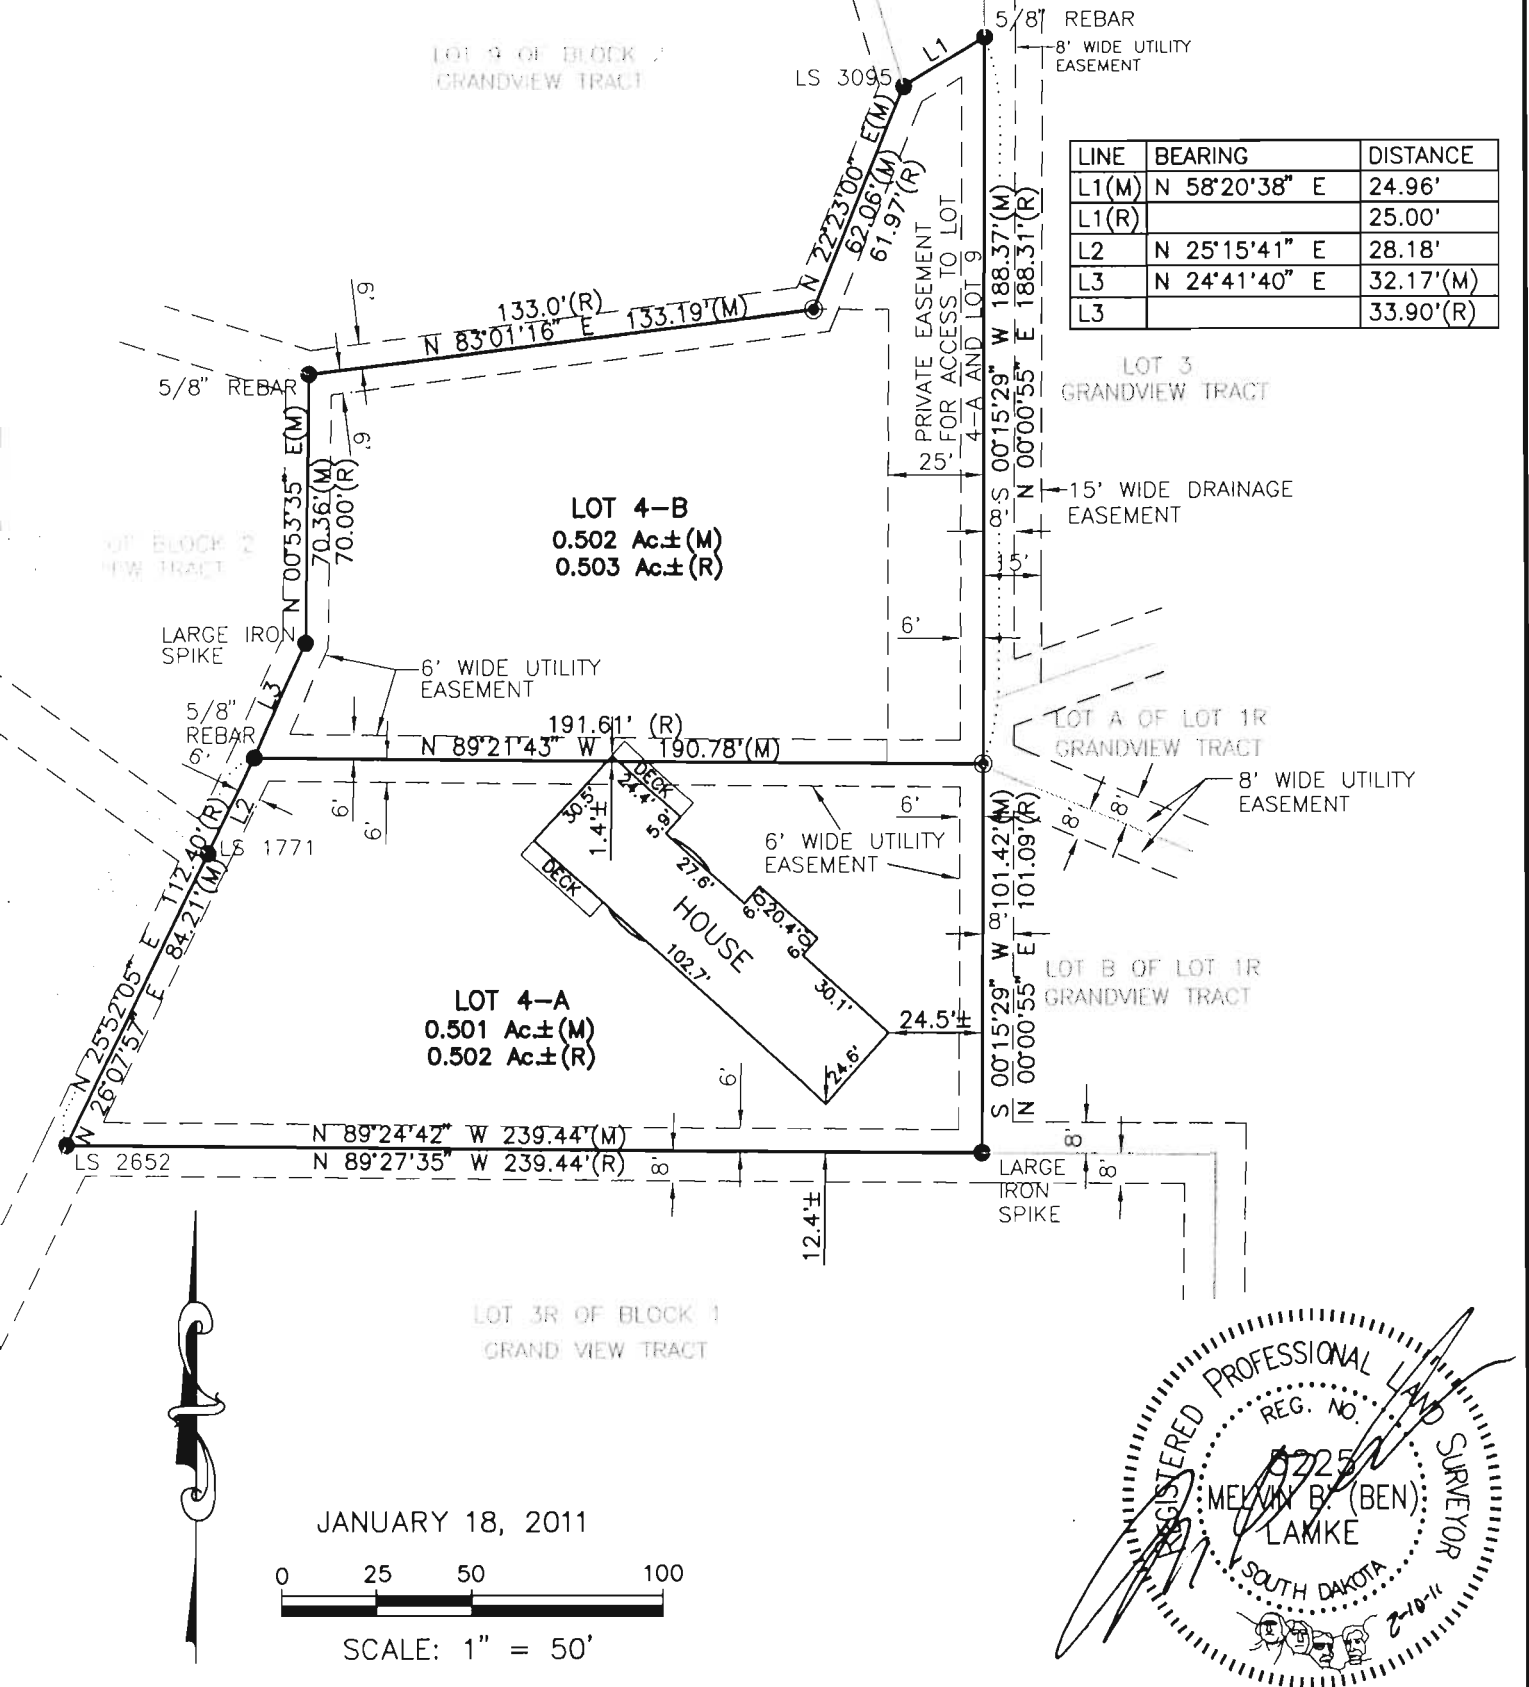 LOT 9 OF BLOCK 2
GRANDVIEW TRACT
5/8" REBAR
8' WIDE UTILITY
EASEMENT
LS 3095
L1
LINE BEARING DISTANCE
L1(M) N 58°20'38" E 24.96'
L1(R) 25.00'
L2 N 25°15'41" E 28.18'
L3 N 24°41'40" E 32.17'(M)
L3 33.90'(R)
N 22°23'00" E(M)
62.06'(M)
61.97'(R)
PRIVATE EASEMENT
FOR ACCESS TO LOT
4-A AND LOT 9
S 00°15'29" W 188.37'(M)
N 00°00'55" E 188.31'(R)
6'
133.0'(R)
N 83°01'16" E 133.19'(M)
5/8" REBAR
6'
LOT 3
GRANDVIEW TRACT
N 00°53'35" E(M)
70.36'(M)
70.00'(R)
25'
15' WIDE DRAINAGE
EASEMENT
8'
15'
LOT 4-B
0.502 Ac.±(M)
0.503 Ac.±(R)
OF BLOCK 2
VIEW TRACT
LARGE IRON
SPIKE
6'
6' WIDE UTILITY
EASEMENT
L3
5/8"
REBAR
6'
191.61' (R)
N 89°21'43" W 190.78'(M)
LOT A OF LOT 1R
GRANDVIEW TRACT
8' WIDE UTILITY
EASEMENT
8'
8'
L2
LS 1771
6'
6'
DECK
24.4'
30.5'
1.4'±
5.9'
27.6'
DECK
HOUSE
6.0'
20.4'
6.0'
102.7'
30.1'
24.6'
24.5'±
6' WIDE UTILITY
EASEMENT
6'
8'
S 00°15'29" W 101.42'(M)
N 00°00'55" E 101.09'(R)
LOT B OF LOT 1R
GRANDVIEW TRACT
N 25°52'05" E 112.40'(R)
N 26°07'57" E 84.21'(M)
LOT 4-A
0.501 Ac.±(M)
0.502 Ac.±(R)
6'
N 89°24'42" W 239.44'(M)
N 89°27'35" W 239.44'(R)
8'
LS 2652
12.4'±
LARGE
IRON
SPIKE
8'
8'
LOT 3R OF BLOCK 1
GRAND VIEW TRACT
JANUARY 18, 2011
0 25 50 100
SCALE: 1" = 50'
REGISTERED PROFESSIONAL LAND SURVEYOR
REG. NO.
5225
MELVIN B. (BEN)
LAMKE
SOUTH DAKOTA
2-10-11